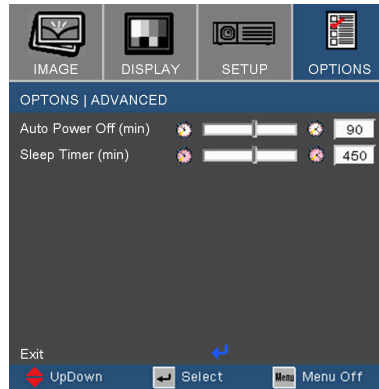 IMAGE DISPLAY SETUP OPTIONS
OPTONS | ADVANCED
Auto Power Off (min) 90
Sleep Timer (min) 450
Exit
UpDown Select Menu Menu Off